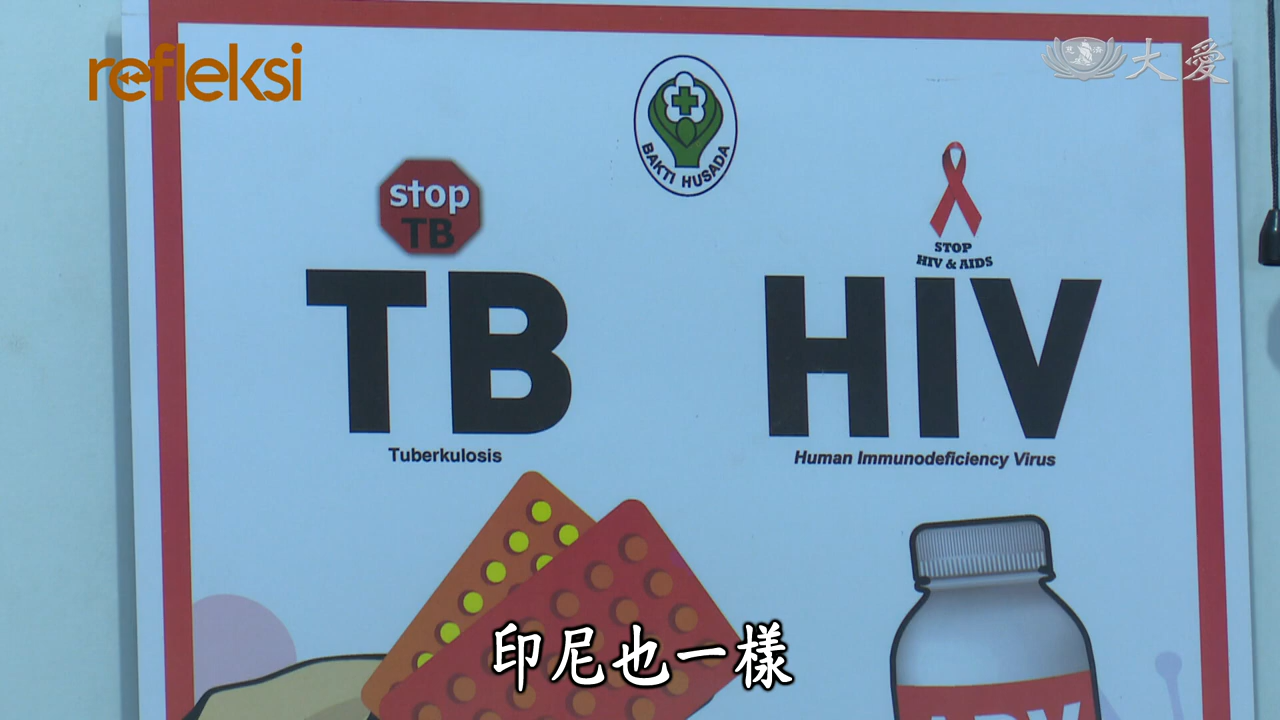 refleksi
大愛
BAKTI HUSADA
stop
TB
STOP
HIV & AIDS
TB
HIV
Tuberkulosis
Human Immunodeficiency Virus
印尼也一樣